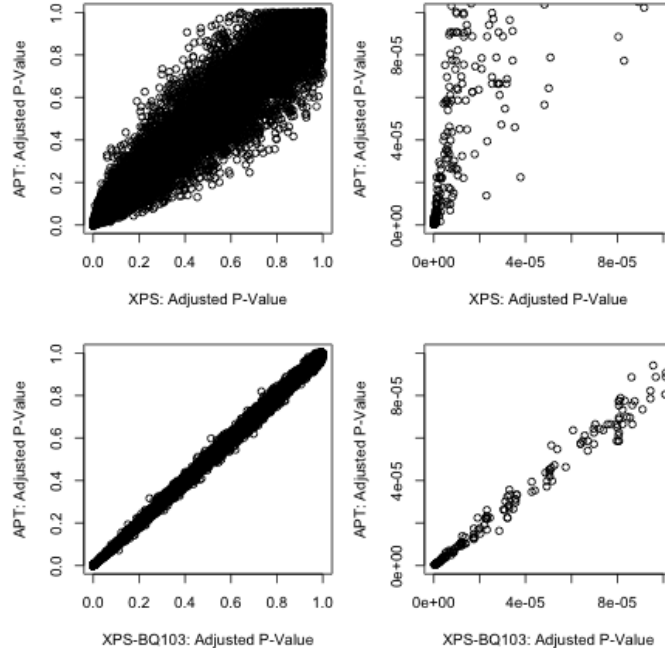 1.0
0.8
0.6
0.4
0.2
0.0
APT: Adjusted P-Value
0.0 0.2 0.4 0.6 0.8 1.0
XPS: Adjusted P-Value
8e-05
4e-05
0e+00
APT: Adjusted P-Value
0e+00 4e-05 8e-05
XPS: Adjusted P-Value
1.0
0.8
0.6
0.4
0.2
0.0
APT: Adjusted P-Value
0.0 0.2 0.4 0.6 0.8 1.0
XPS-BQ103: Adjusted P-Value
8e-05
4e-05
0e+00
APT: Adjusted P-Value
0e+00 4e-05 8e-05
XPS-BQ103: Adjusted P-Value